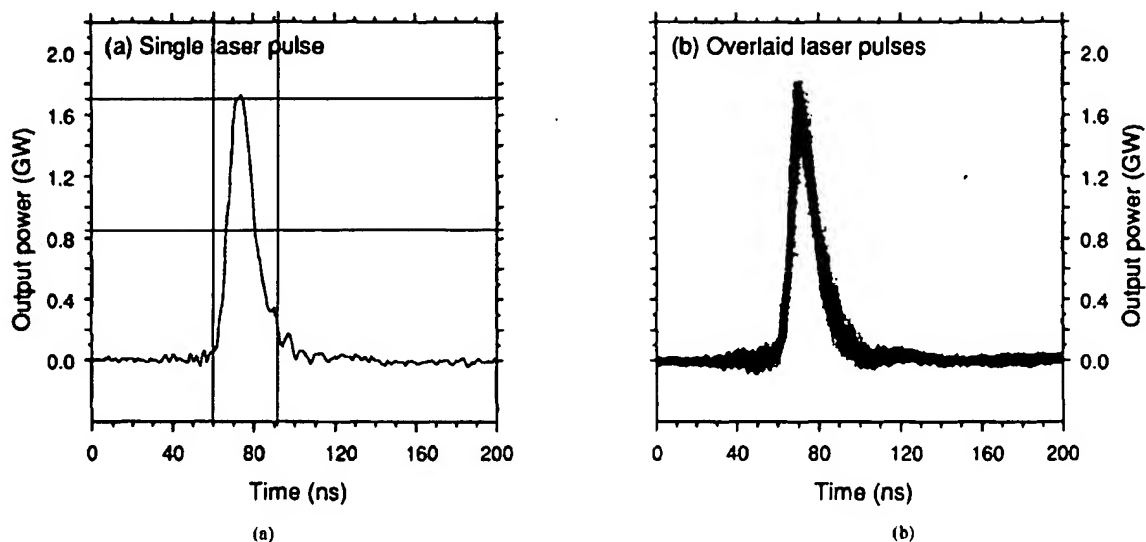 (a) Single laser pulse
2.0
1.6
1.2
0.8
0.4
0.0
Output power (GW)
0 40 80 120 160 200
Time (ns)
(a)
(b) Overlaid laser pulses
2.0
1.6
1.2
0.8
0.4
0.0
Output power (GW)
0 40 80 120 160 200
Time (ns)
(b)